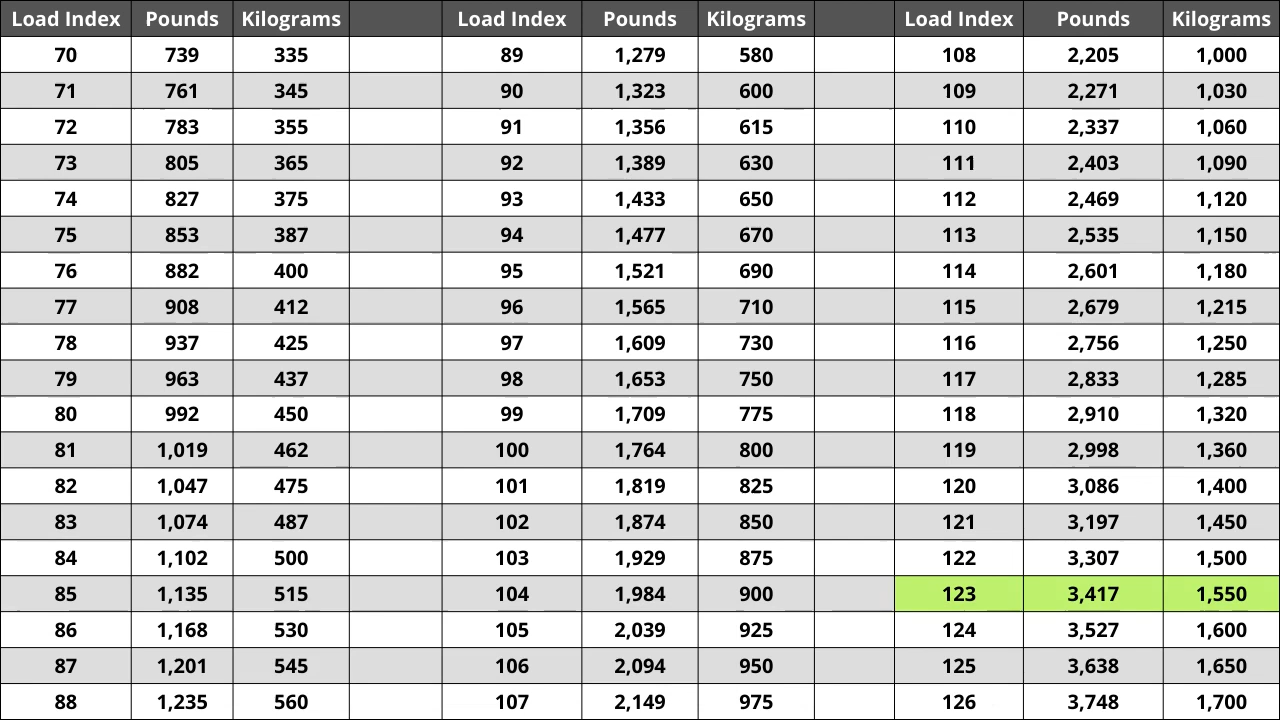 Load Index Pounds Kilograms Load Index Pounds Kilograms Load Index Pounds Kilograms
70 739 335 89 1,279 580 108 2,205 1,000
71 761 345 90 1,323 600 109 2,271 1,030
72 783 355 91 1,356 615 110 2,337 1,060
73 805 365 92 1,389 630 111 2,403 1,090
74 827 375 93 1,433 650 112 2,469 1,120
75 853 387 94 1,477 670 113 2,535 1,150
76 882 400 95 1,521 690 114 2,601 1,180
77 908 412 96 1,565 710 115 2,679 1,215
78 937 425 97 1,609 730 116 2,756 1,250
79 963 437 98 1,653 750 117 2,833 1,285
80 992 450 99 1,709 775 118 2,910 1,320
81 1,019 462 100 1,764 800 119 2,998 1,360
82 1,047 475 101 1,819 825 120 3,086 1,400
83 1,074 487 102 1,874 850 121 3,197 1,450
84 1,102 500 103 1,929 875 122 3,307 1,500
85 1,135 515 104 1,984 900 123 3,417 1,550
86 1,168 530 105 2,039 925 124 3,527 1,600
87 1,201 545 106 2,094 950 125 3,638 1,650
88 1,235 560 107 2,149 975 126 3,748 1,700